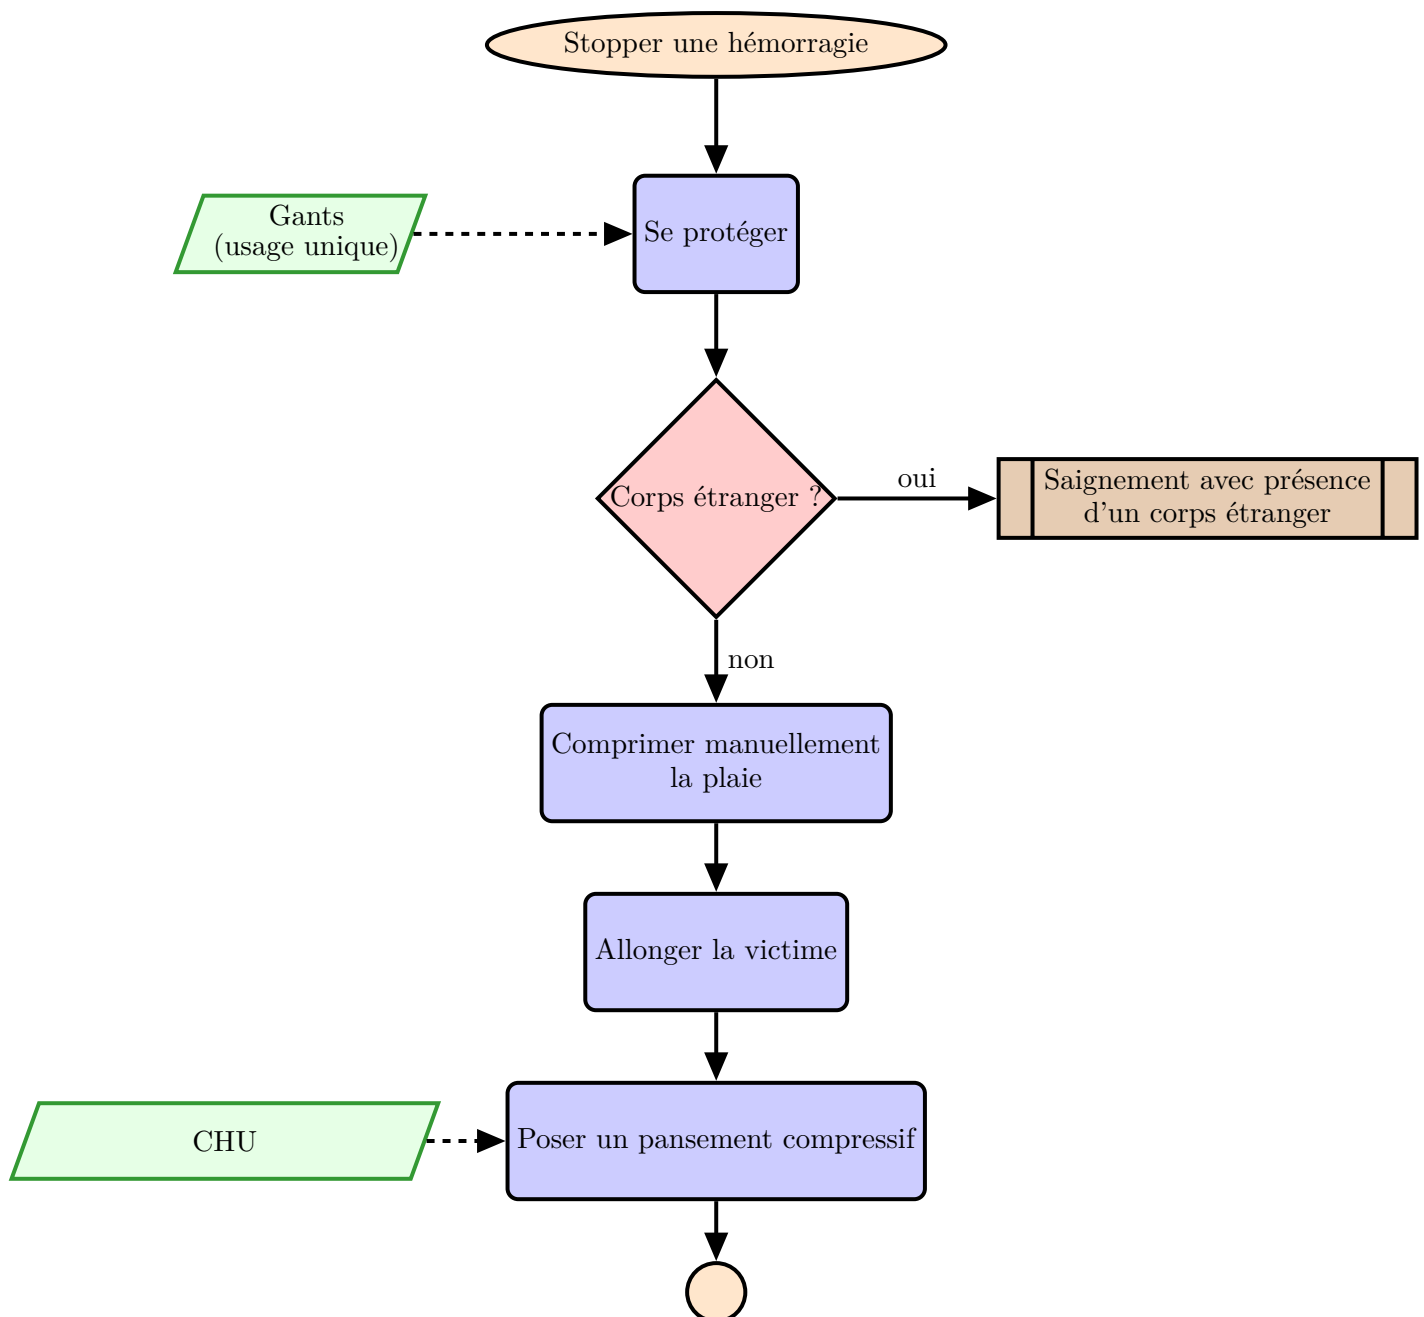 Stopper une hémorragie
Gants
(usage unique)
Se protéger
Corps étranger ?
oui
Saignement avec présence
d'un corps étranger
non
Comprimer manuellement
la plaie
Allonger la victime
CHU
Poser un pansement compressif